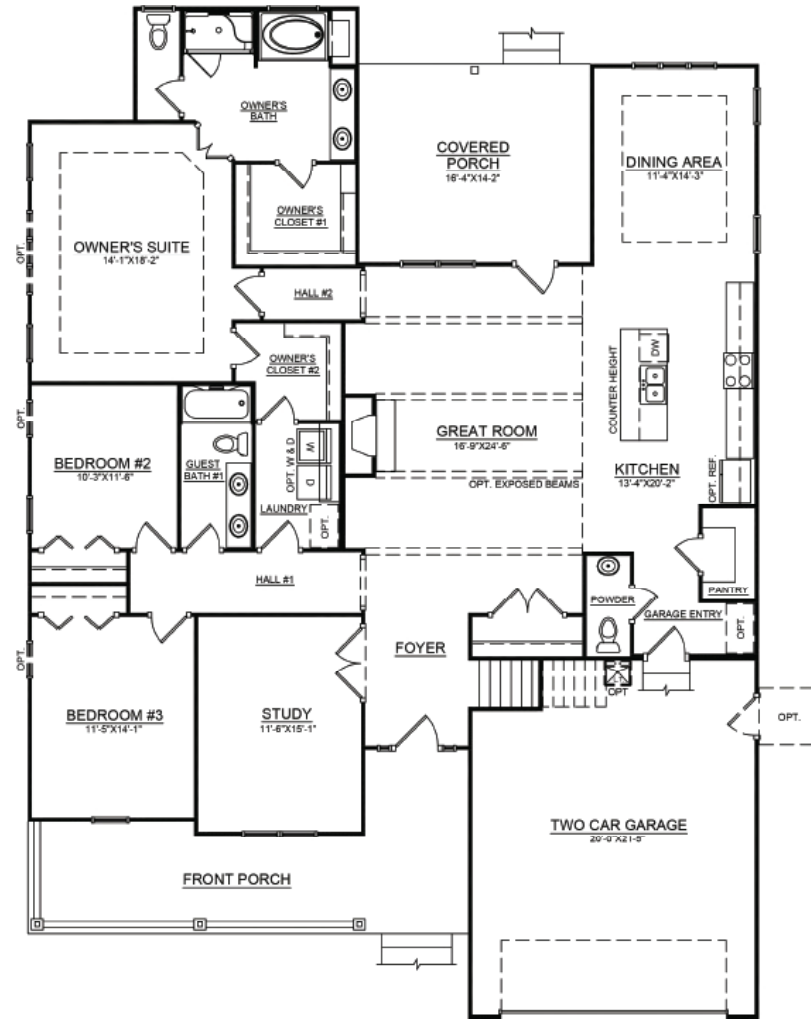 OWNER'S
BATH
COVERED
PORCH
16'-4"X14'-2"
DINING AREA
11'-4"X14'-3"
OWNER'S
CLOSET #1
OWNER'S SUITE
14'-1"X18'-2"
OPT.
HALL #2
OWNER'S
CLOSET #2
COUNTER HEIGHT
DW
GREAT ROOM
16'-9"X24'-6"
OPT. EXPOSED BEAMS
KITCHEN
13'-4"X20'-2"
OPT. REF.
OPT.
BEDROOM #2
10'-3"X11'-6"
GUEST
BATH #1
OPT. W & D
W
D
LAUNDRY
OPT.
HALL #1
PANTRY
POWDER
GARAGE ENTRY
OPT.
OPT.
FOYER
OPT
BEDROOM #3
11'-5"X14'-1"
STUDY
11'-6"X15'-1"
OPT.
TWO CAR GARAGE
FRONT PORCH